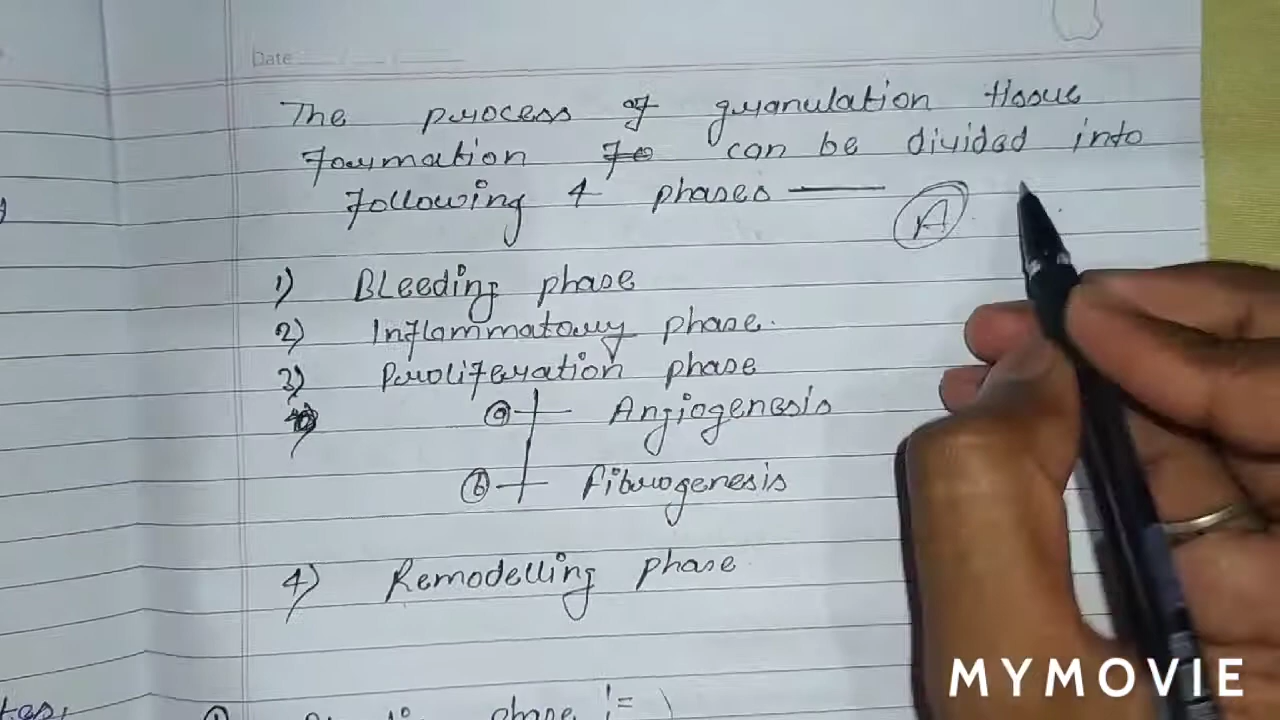 Date
The process of granulation tissue
formation can be divided into
following 4 phases — A
1) Bleeding phase
2) Inflammatory phase.
3) Proliferation phase
a Angiogenesis
b Fibrogenesis
4) Remodelling phase
phase :=
MYMOVIE